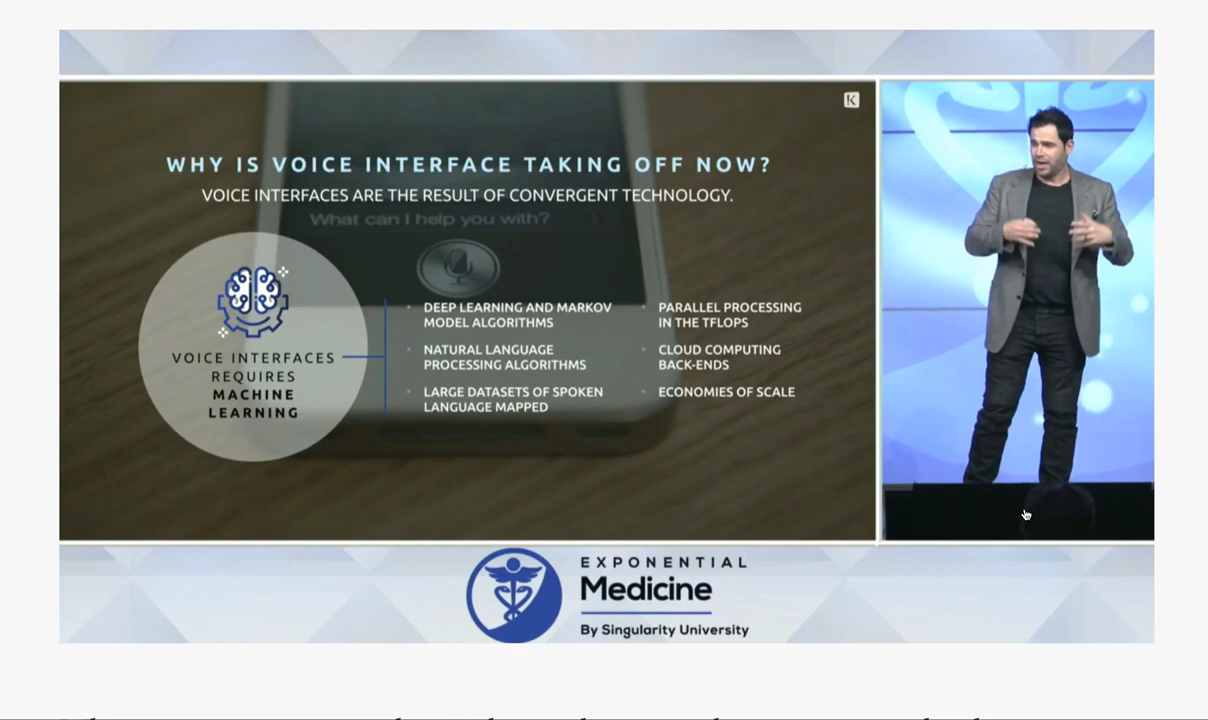 K
WHY IS VOICE INTERFACE TAKING OFF NOW?
VOICE INTERFACES ARE THE RESULT OF CONVERGENT TECHNOLOGY.
What can I help you with?
VOICE INTERFACES
REQUIRES
MACHINE
LEARNING
DEEP LEARNING AND MARKOV
MODEL ALGORITHMS
NATURAL LANGUAGE
PROCESSING ALGORITHMS
LARGE DATASETS OF SPOKEN
LANGUAGE MAPPED
PARALLEL PROCESSING
IN THE TFLOPS
CLOUD COMPUTING
BACK-ENDS
ECONOMIES OF SCALE
EXPONENTIAL
Medicine
By Singularity University